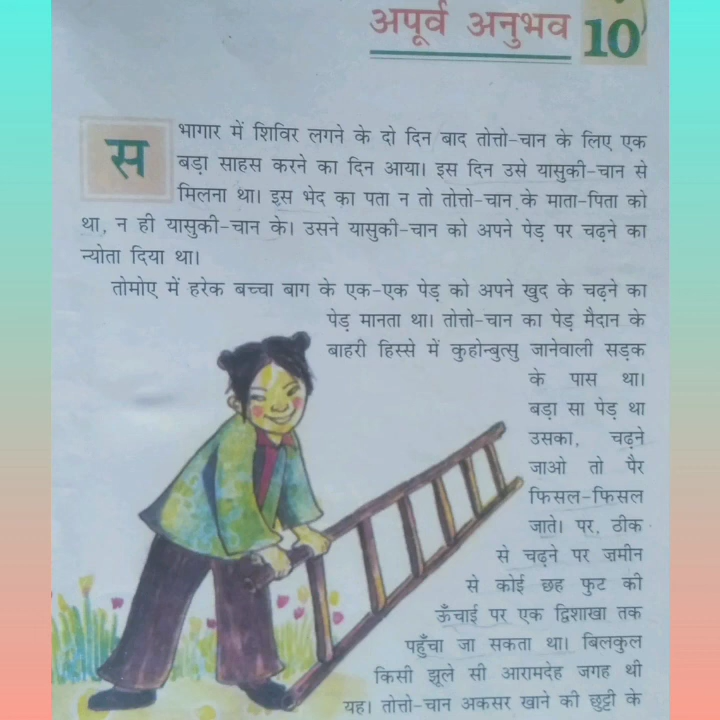 अपूर्व अनुभव 10
सभागार में शिविर लगने के दो दिन बाद तोत्तो-चान के लिए एक
बड़ा साहस करने का दिन आया। इस दिन उसे यासुकी-चान से
मिलना था। इस भेद का पता न तो तोत्तो-चान के माता-पिता को
था, न ही यासुकी-चान के। उसने यासुकी-चान को अपने पेड़ पर चढ़ने का
न्योता दिया था।
तोमोए में हरेक बच्चा बाग के एक-एक पेड़ को अपने खुद के चढ़ने का
पेड़ मानता था। तोत्तो-चान का पेड़ मैदान के
बाहरी हिस्से में कुहोन्बुत्सु जानेवाली सड़क
के पास था।
बड़ा सा पेड़ था
उसका, चढ़ने
जाओ तो पैर
फिसल-फिसल
जाते। पर, ठीक
से चढ़ने पर ज़मीन
से कोई छह फुट की
ऊँचाई पर एक द्विशाखा तक
पहुँचा जा सकता था। बिलकुल
किसी झूले सी आरामदेह जगह थी
यह। तोत्तो-चान अकसर खाने की छुट्टी के